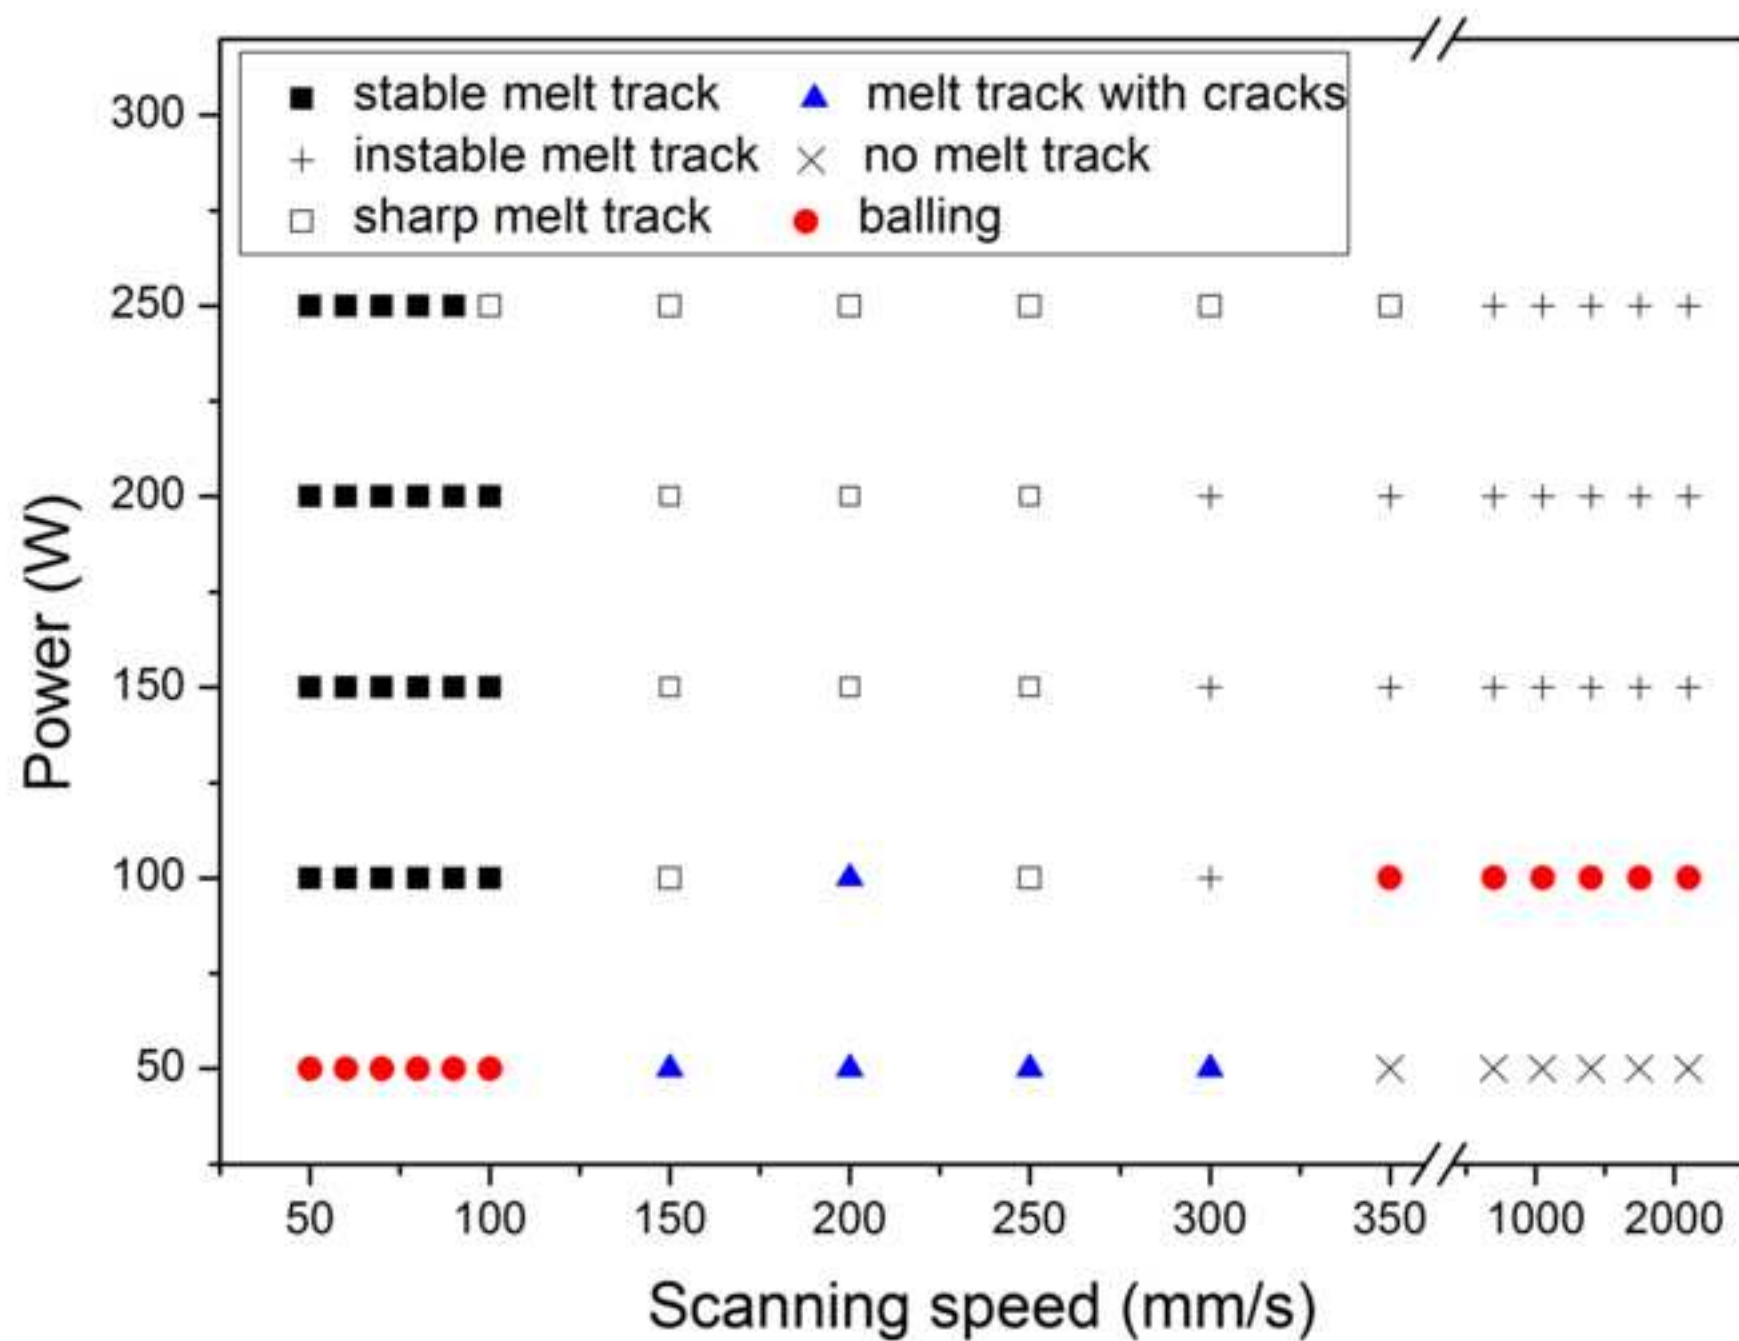 stable melt track
melt track with cracks
instable melt track
no melt track
sharp melt track
balling
300
250
200
150
100
50
Power (W)
50 100 150 200 250 300 350 1000 2000
Scanning speed (mm/s)